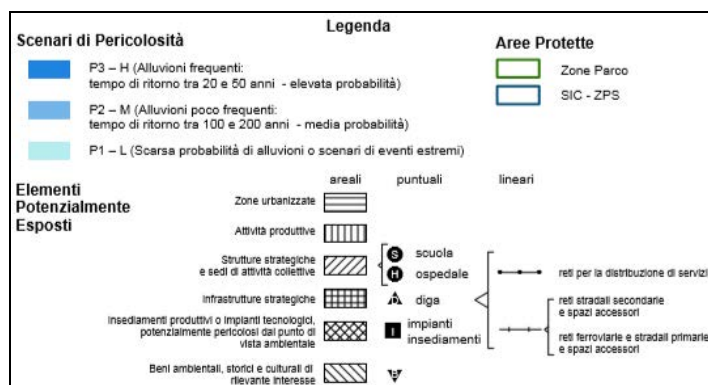 Legenda
Scenari di Pericolosità
P3 – H (Alluvioni frequenti:
tempo di ritorno tra 20 e 50 anni - elevata probabilità)
P2 – M (Alluvioni poco frequenti:
tempo di ritorno tra 100 e 200 anni - media probabilità)
P1 – L (Scarsa probabilità di alluvioni o scenari di eventi estremi)
Aree Protette
Zone Parco
SIC - ZPS
Elementi
Potenzialmente
Esposti
areali
puntuali
lineari
Zone urbanizzate
Attività produttive
Strutture strategiche
e sedi di attività collettive
S scuola
H ospedale
Infrastrutture strategiche
D diga
Insediamenti produttivi o impianti tecnologici,
potenzialmente pericolosi dal punto di
vista ambientale
I impianti
insediamenti
Beni ambientali, storici e culturali di
rilevante interesse
B
reti per la distribuzione di servizi
reti stradali secondarie
e spazi accessori
reti ferroviarie e stradali primarie
e spazi accessori